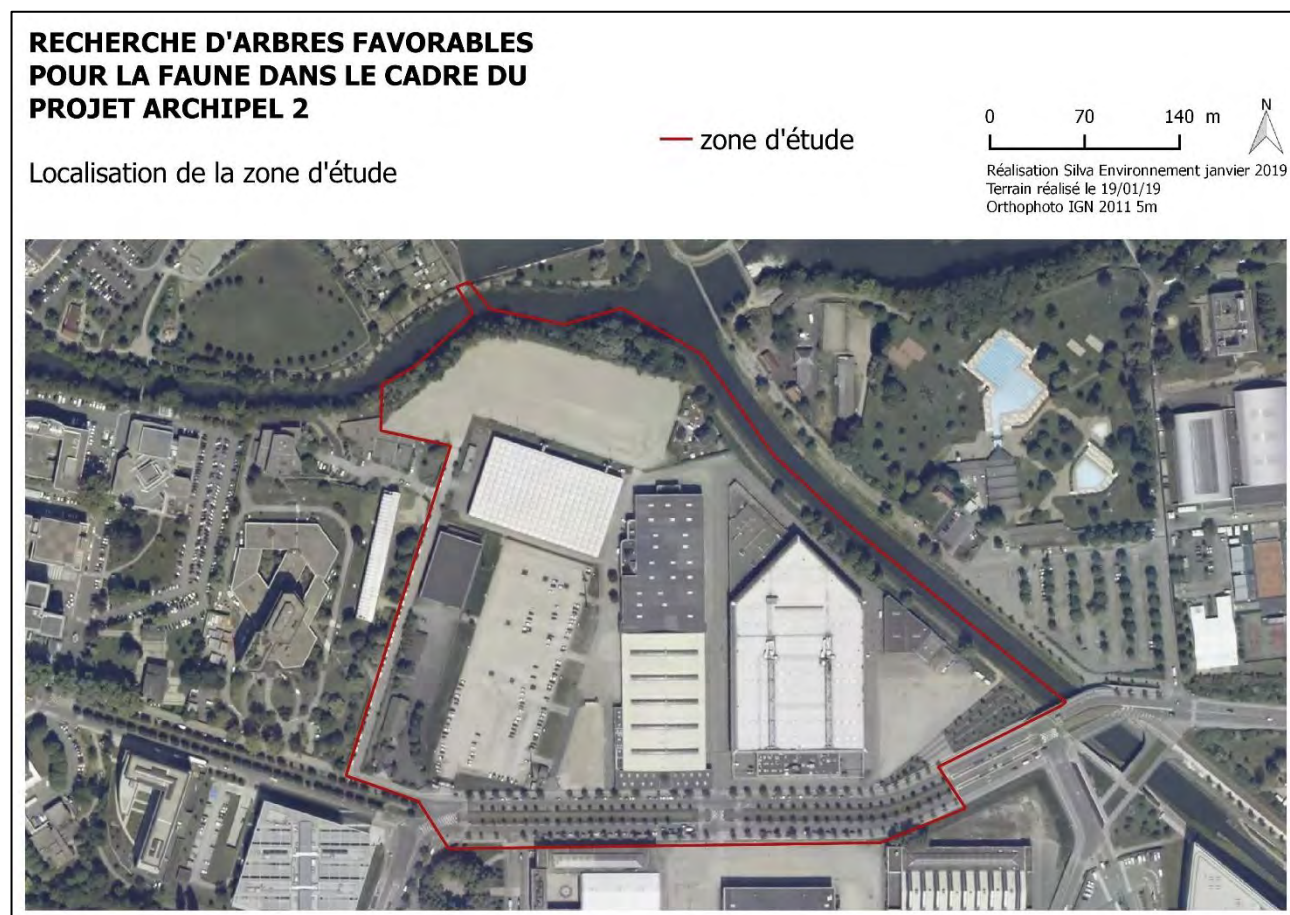 RECHERCHE D'ARBRES FAVORABLES
POUR LA FAUNE DANS LE CADRE DU
PROJET ARCHIPEL 2
Localisation de la zone d'étude
zone d'étude
0 70 140 m
N
Réalisation Silva Environnement janvier 2019
Terrain réalisé le 19/01/19
Orthophoto IGN 2011 5m